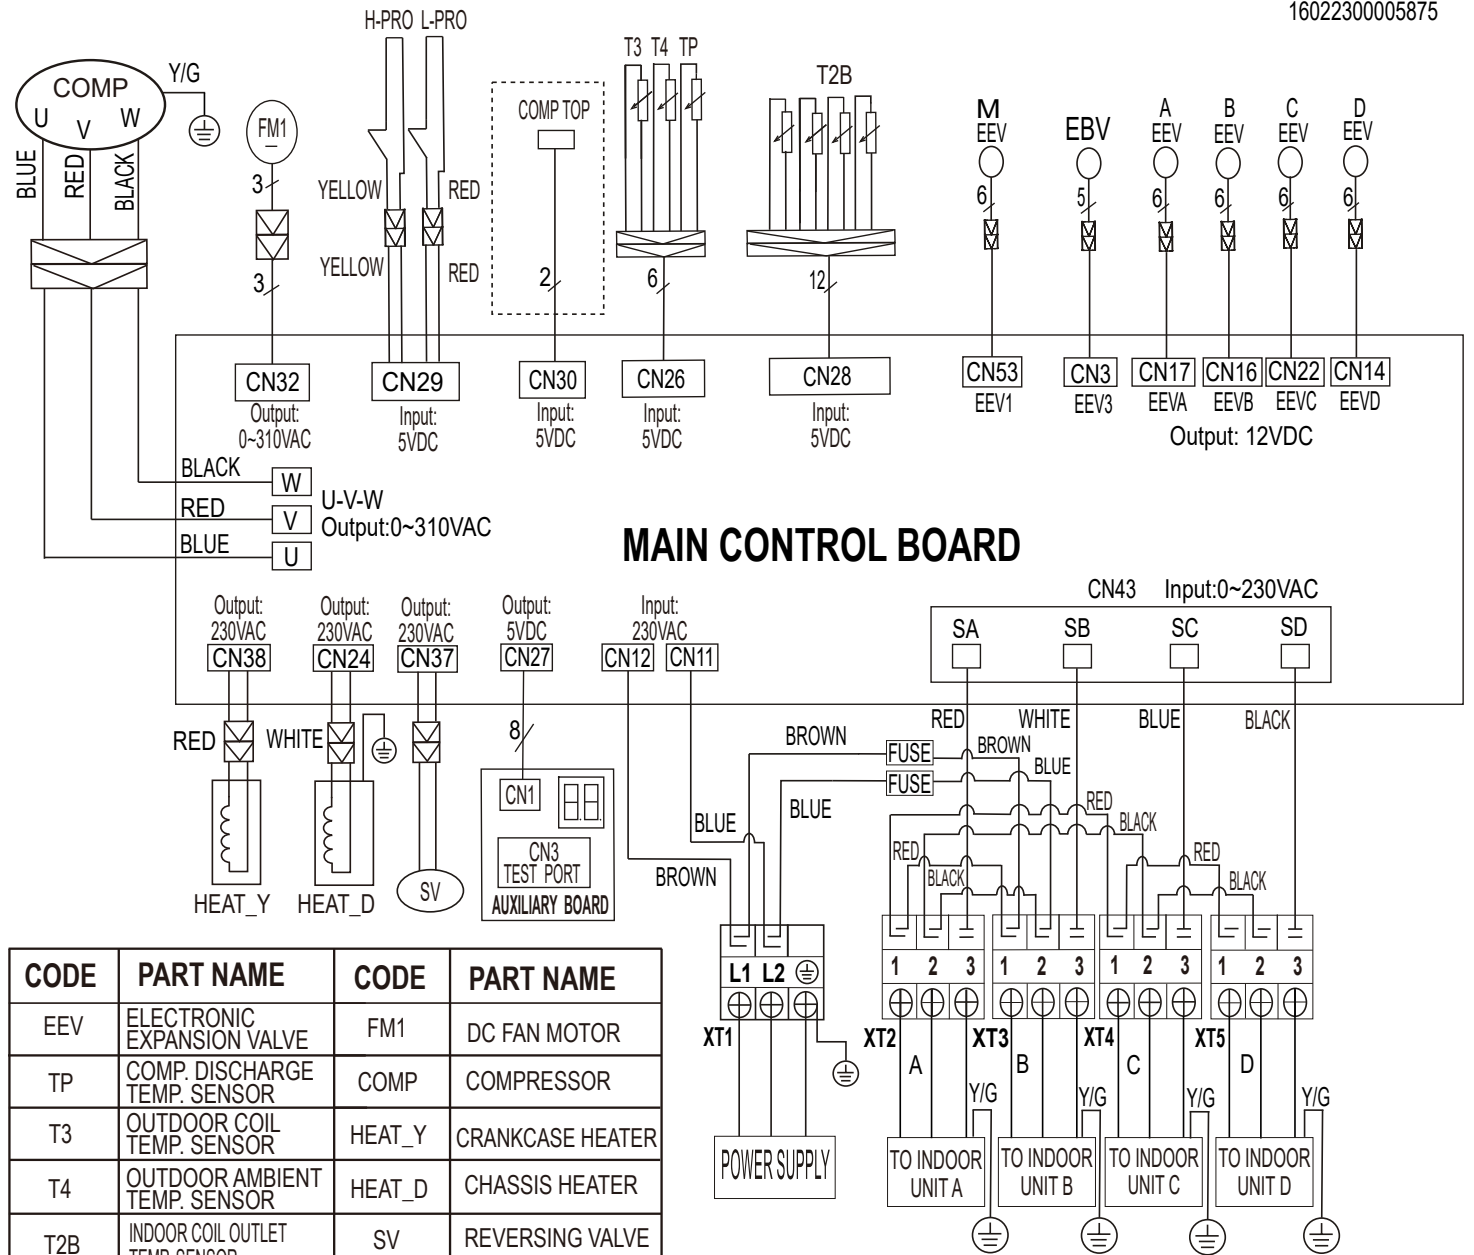 16022300005875
H-PRO L-PRO
COMP
U V W
Y/G
FM1
BLUE
RED
BLACK
3
3
YELLOW
RED
YELLOW
RED
COMP TOP
2
T3 T4 TP
6
T2B
12
M
EEV
6
EBV
5
A
EEV
6
B
EEV
6
C
EEV
6
D
EEV
6
CN32
Output:
0~310VAC
CN29
Input:
5VDC
CN30
Input:
5VDC
CN26
Input:
5VDC
CN28
Input:
5VDC
CN53
EEV1
CN3
EEV3
CN17
EEVA
CN16
EEVB
CN22
EEVC
CN14
EEVD
Output: 12VDC
BLACK
W
RED
V
BLUE
U
U-V-W
Output:0~310VAC
MAIN CONTROL BOARD
CN43 Input:0~230VAC
SA SB SC SD
Output:
230VAC
CN38
Output:
230VAC
CN24
Output:
230VAC
CN37
Output:
5VDC
CN27
Input:
230VAC
CN12 CN11
RED
WHITE
HEAT_Y
HEAT_D
SV
8
CN1
8.8.
CN3
TEST PORT
AUXILIARY BOARD
BLUE
BROWN
BROWN
BLUE
FUSE
FUSE
RED
WHITE
BLUE
BLACK
BROWN
BLUE
RED
BLACK
RED
BLACK
RED
BLACK
L1 L2
XT1
POWER SUPPLY
1 2 3
1 2 3
1 2 3
1 2 3
XT2
XT3
XT4
XT5
A
B
C
D
Y/G
Y/G
Y/G
Y/G
TO INDOOR
UNIT A
TO INDOOR
UNIT B
TO INDOOR
UNIT C
TO INDOOR
UNIT D
CODE PART NAME CODE PART NAME
EEV ELECTRONIC
EXPANSION VALVE FM1 DC FAN MOTOR
TP COMP. DISCHARGE
TEMP. SENSOR COMP COMPRESSOR
T3 OUTDOOR COIL
TEMP. SENSOR HEAT_Y CRANKCASE HEATER
T4 OUTDOOR AMBIENT
TEMP. SENSOR HEAT_D CHASSIS HEATER
T2B INDOOR COIL OUTLET
TEMP. SENSOR SV REVERSING VALVE